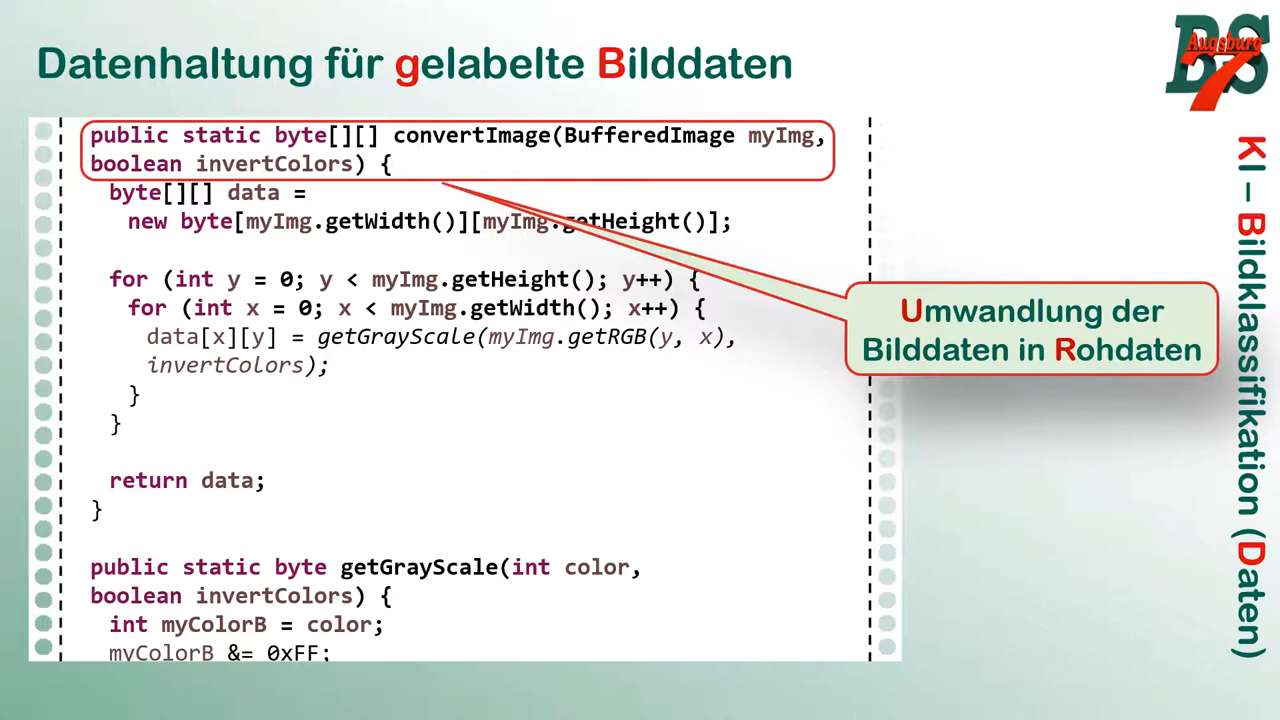 Datenhaltung für gelabelte Bilddaten
BS
Augsburg
7
public static byte[][] convertImage(BufferedImage myImg,
boolean invertColors) {
byte[][] data =
new byte[myImg.getWidth()][myImg.getHeight()];
for (int y = 0; y < myImg.getHeight(); y++) {
for (int x = 0; x < myImg.getWidth(); x++) {
data[x][y] = getGrayScale(myImg.getRGB(y, x),
invertColors);
}
}
return data;
}
public static byte getGrayScale(int color,
boolean invertColors) {
int myColorB = color;
myColorB &= 0xFF;
Umwandlung der
Bilddaten in Rohdaten
KI – Bildklassifikation (Daten)